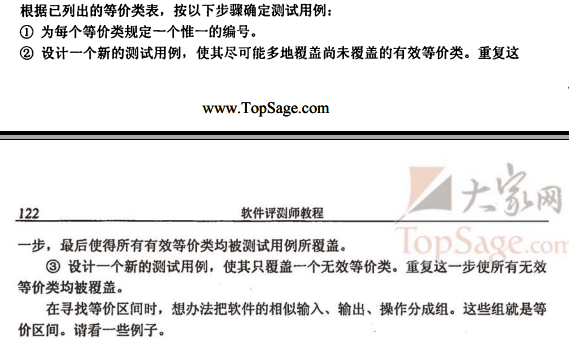 根据已列出的等价类表，按以下步骤确定测试用例：
① 为每个等价类规定一个惟一的编号。
② 设计一个新的测试用例，使其尽可能多地覆盖尚未覆盖的有效等价类。重复这
www.TopSage.com
大家网
122 软件评测师教程
TopSage.com
一步，最后使得所有有效等价类均被测试用例所覆盖。
③ 设计一个新的测试用例，使其只覆盖一个无效等价类。重复这一步使所有无效
等价类均被覆盖。
在寻找等价区间时，想办法把软件的相似输入、输出、操作分成组。这些组就是等
价区间。请看一些例子。